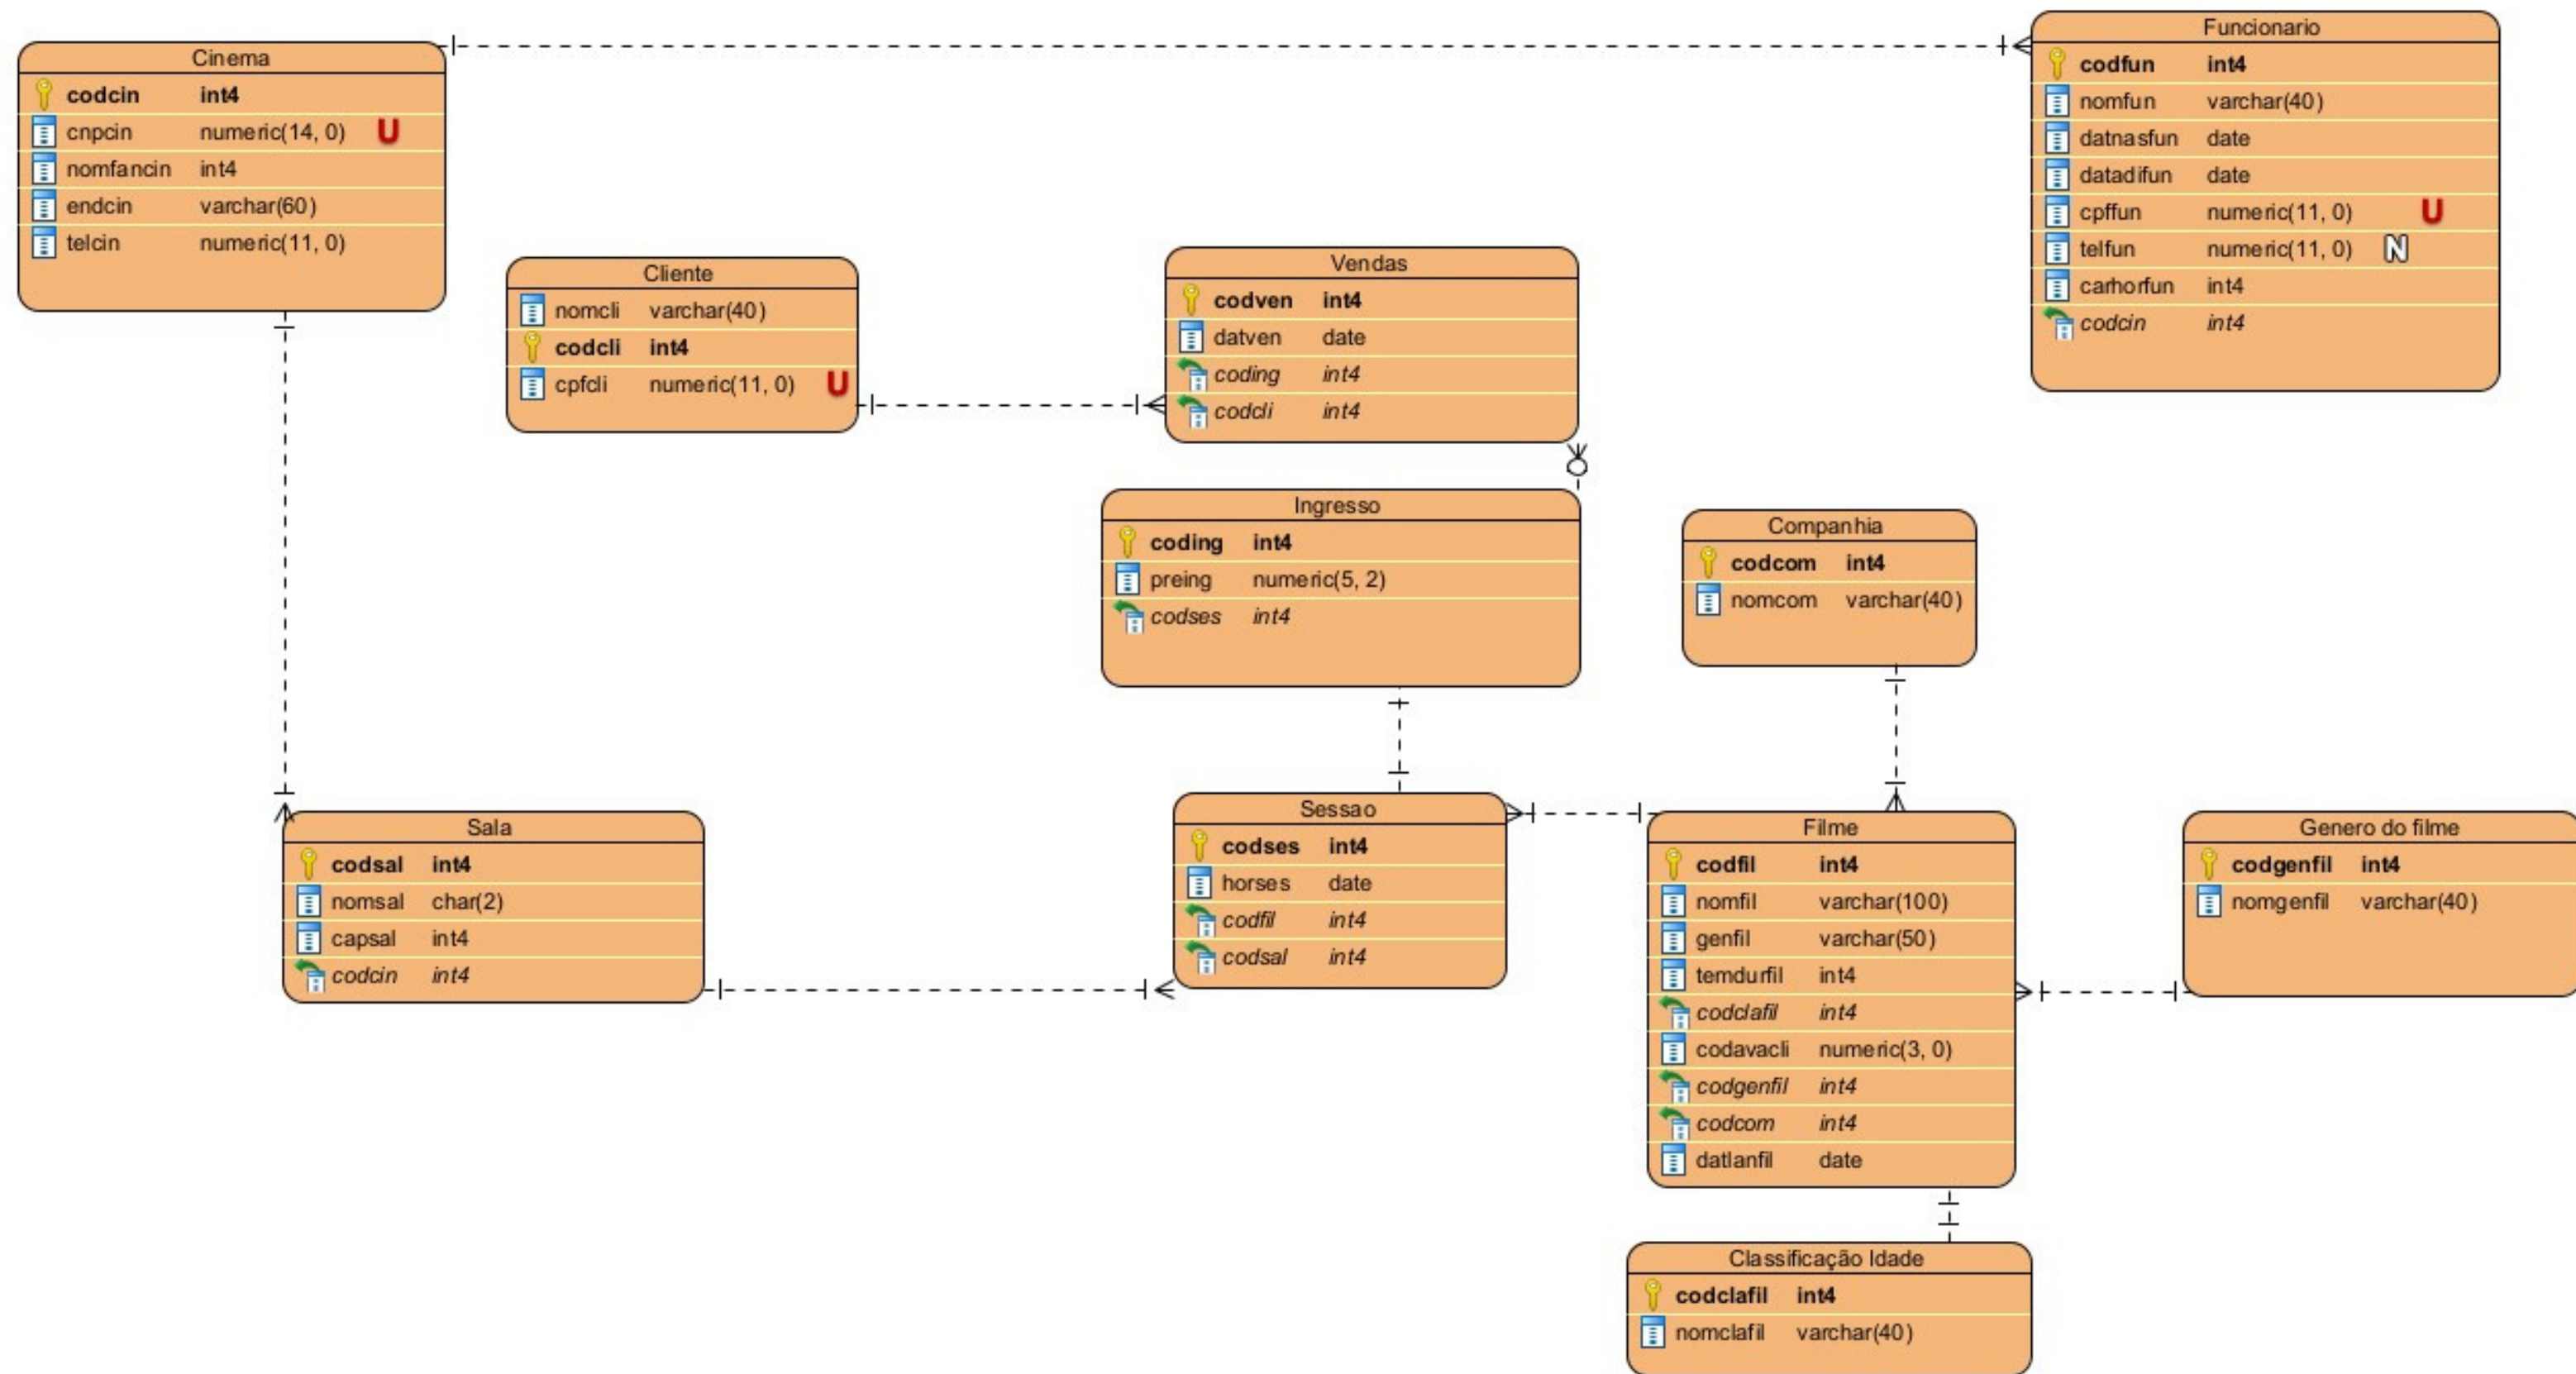 Cinema
codcin int4
cnpcin numeric(14, 0) U
nomfancin int4
endcin varchar(60)
telcin numeric(11, 0)
Funcionario
codfun int4
nomfun varchar(40)
datnasfun date
datadifun date
cpffun numeric(11, 0) U
telfun numeric(11, 0) N
carhorfun int4
codcin int4
Cliente
nomcli varchar(40)
codcli int4
cpfcli numeric(11, 0) U
Vendas
codven int4
datven date
coding int4
codcli int4
Ingresso
coding int4
preing numeric(5, 2)
codses int4
Companhia
codcom int4
nomcom varchar(40)
Sala
codsal int4
nomsal char(2)
capsal int4
codcin int4
Sessao
codses int4
horses date
codfil int4
codsal int4
Filme
codfil int4
nomfil varchar(100)
genfil varchar(50)
temdurfil int4
codclafil int4
codavacli numeric(3, 0)
codgenfil int4
codcom int4
datlanfil date
Genero do filme
codgenfil int4
nomgenfil varchar(40)
Classificação Idade
codclafil int4
nomclafil varchar(40)